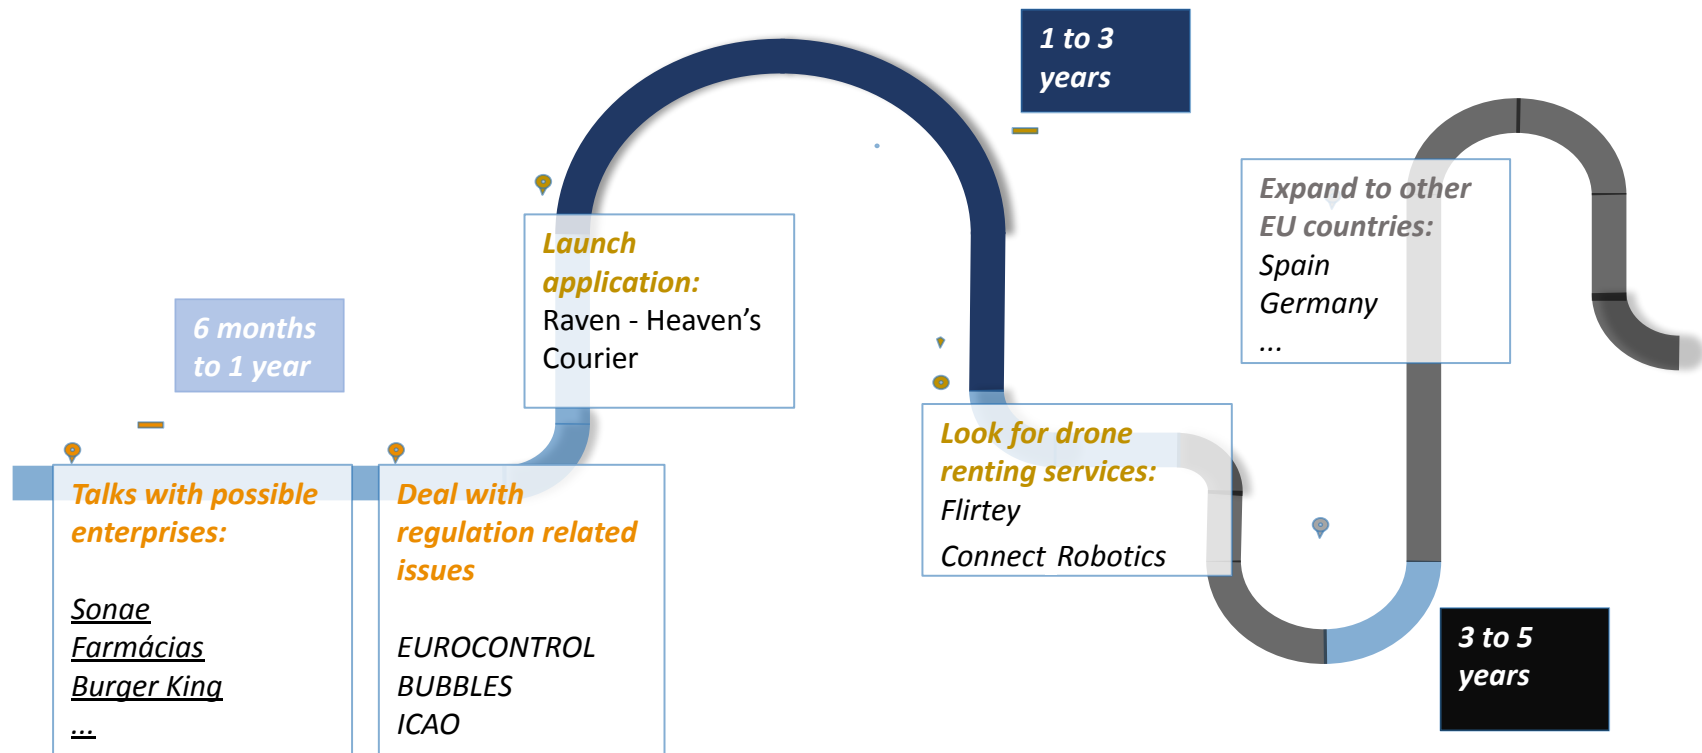 6 months
to 1 year
Talks with possible
enterprises:
Sonae
Farmácias
Burger King
...
Deal with
regulation related
issues
EUROCONTROL
BUBBLES
ICAO
Launch
application:
Raven - Heaven's
Courier
1 to 3
years
Look for drone
renting services:
Flirtey
Connect Robotics
Expand to other
EU countries:
Spain
Germany
...
3 to 5
years